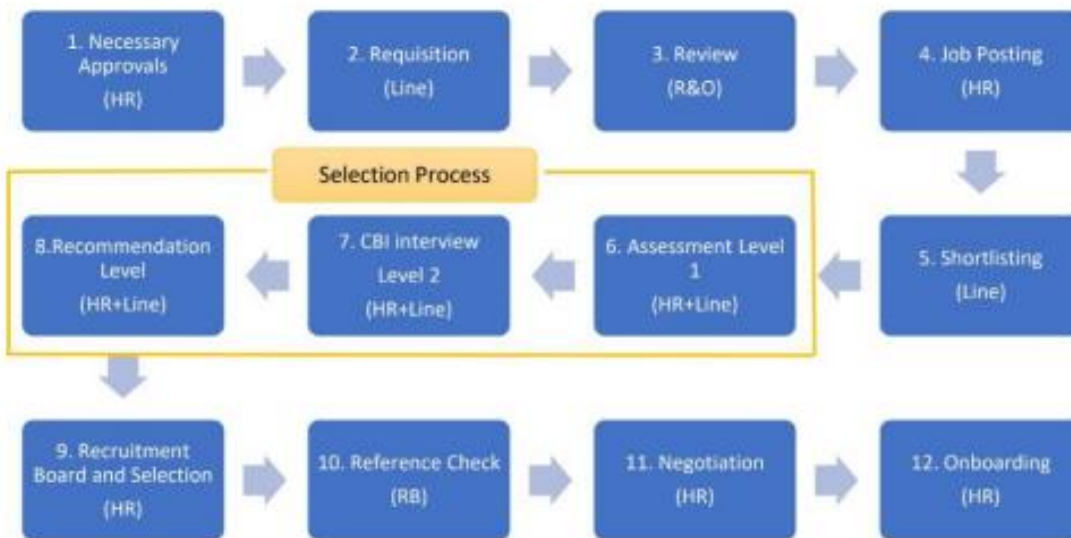 1. Necessary
Approvals
(HR)
2. Requisition
(Line)
3. Review
(R&O)
4. Job Posting
(HR)
Selection Process
8.Recommendation
Level
(HR+Line)
7. CBI interview
Level 2
(HR+Line)
6. Assessment Level
1
(HR+Line)
5. Shortlisting
(Line)
9. Recruitment
Board and Selection
(HR)
10. Reference Check
(RB)
11. Negotiation
(HR)
12. Onboarding
(HR)